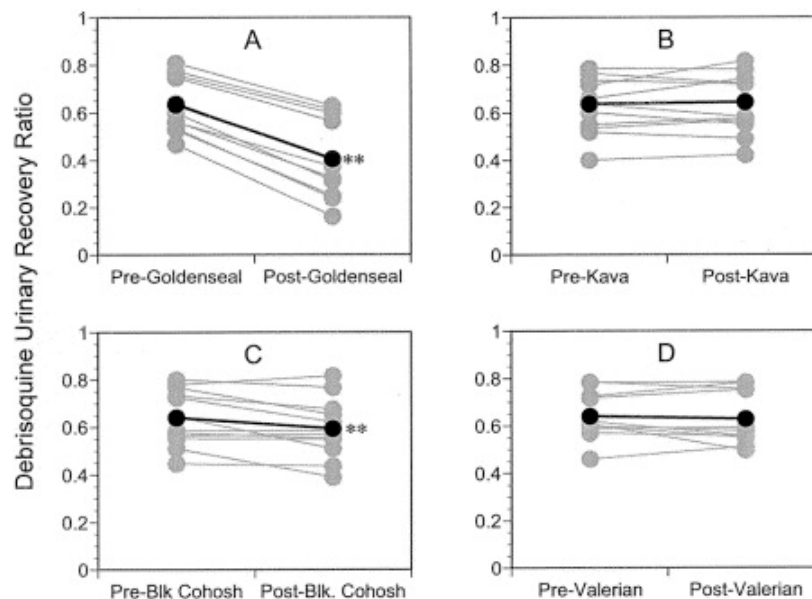 Debrisoquine Urinary Recovery Ratio
A
1
0.8
0.6
0.4
0.2
0
**
Pre-Goldenseal Post-Goldenseal
B
1
0.8
0.6
0.4
0.2
0
Pre-Kava Post-Kava
C
1
0.8
0.6
0.4
0.2
0
**
Pre-Blk Cohosh Post-Blk. Cohosh
D
1
0.8
0.6
0.4
0.2
0
Pre-Valerian Post-Valerian